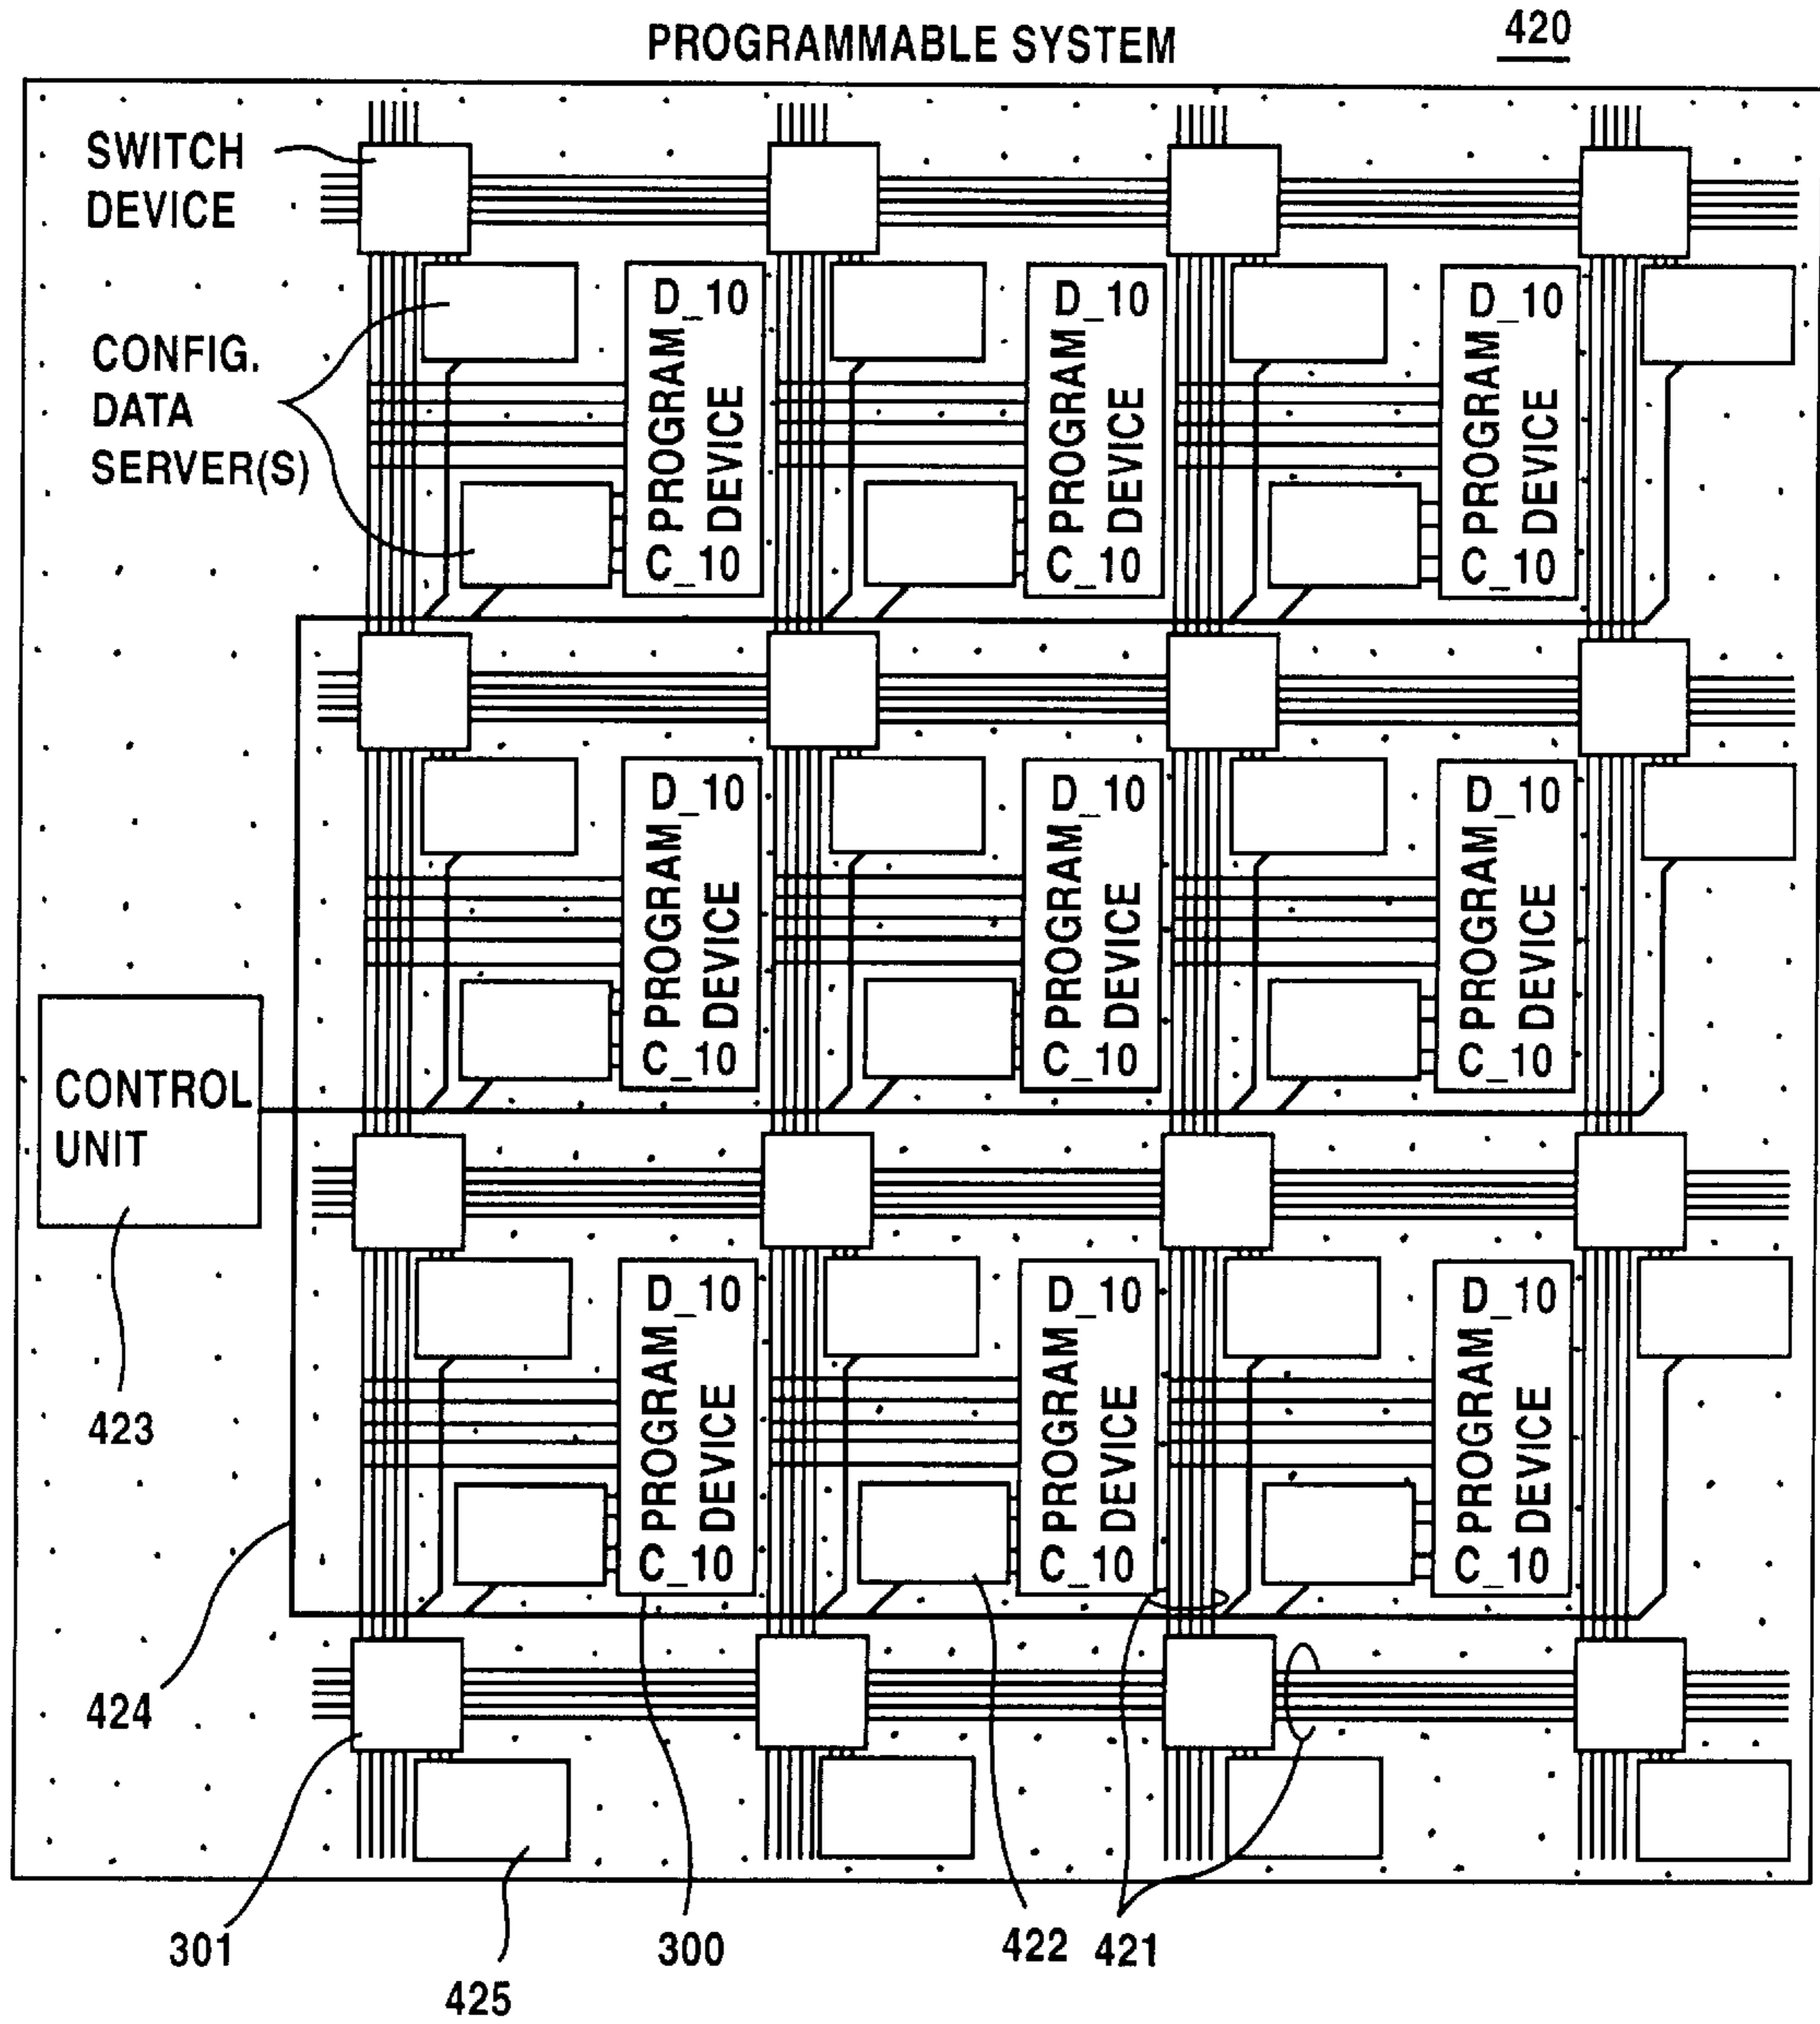 PROGRAMMABLE SYSTEM
420
SWITCH
DEVICE
CONFIG.
DATA
SERVER(S)
D_10
PROGRAM
DEVICE
C_10
D_10
PROGRAM
DEVICE
C_10
D_10
PROGRAM
DEVICE
C_10
D_10
PROGRAM
DEVICE
C_10
D_10
PROGRAM
DEVICE
C_10
D_10
PROGRAM
DEVICE
C_10
CONTROL
UNIT
D_10
PROGRAM
DEVICE
C_10
D_10
PROGRAM
DEVICE
C_10
D_10
PROGRAM
DEVICE
C_10
423
424
301
300
422
421
425